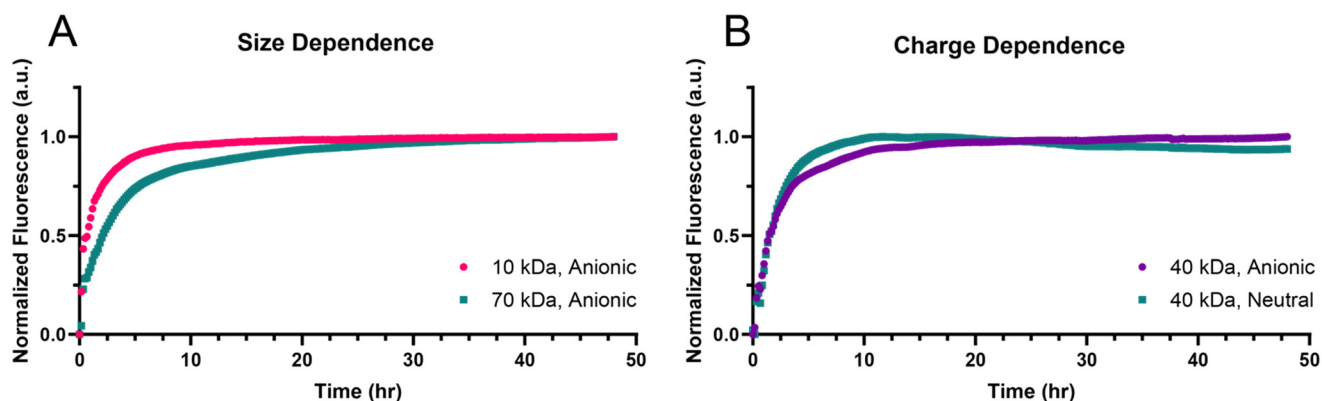 A
Size Dependence
Normalized Fluorescence (a.u.)
1.0
0.5
0.0
0 10 20 30 40 50
Time (hr)
10 kDa, Anionic
70 kDa, Anionic
B
Charge Dependence
Normalized Fluorescence (a.u.)
1.0
0.5
0.0
0 10 20 30 40 50
Time (hr)
40 kDa, Anionic
40 kDa, Neutral